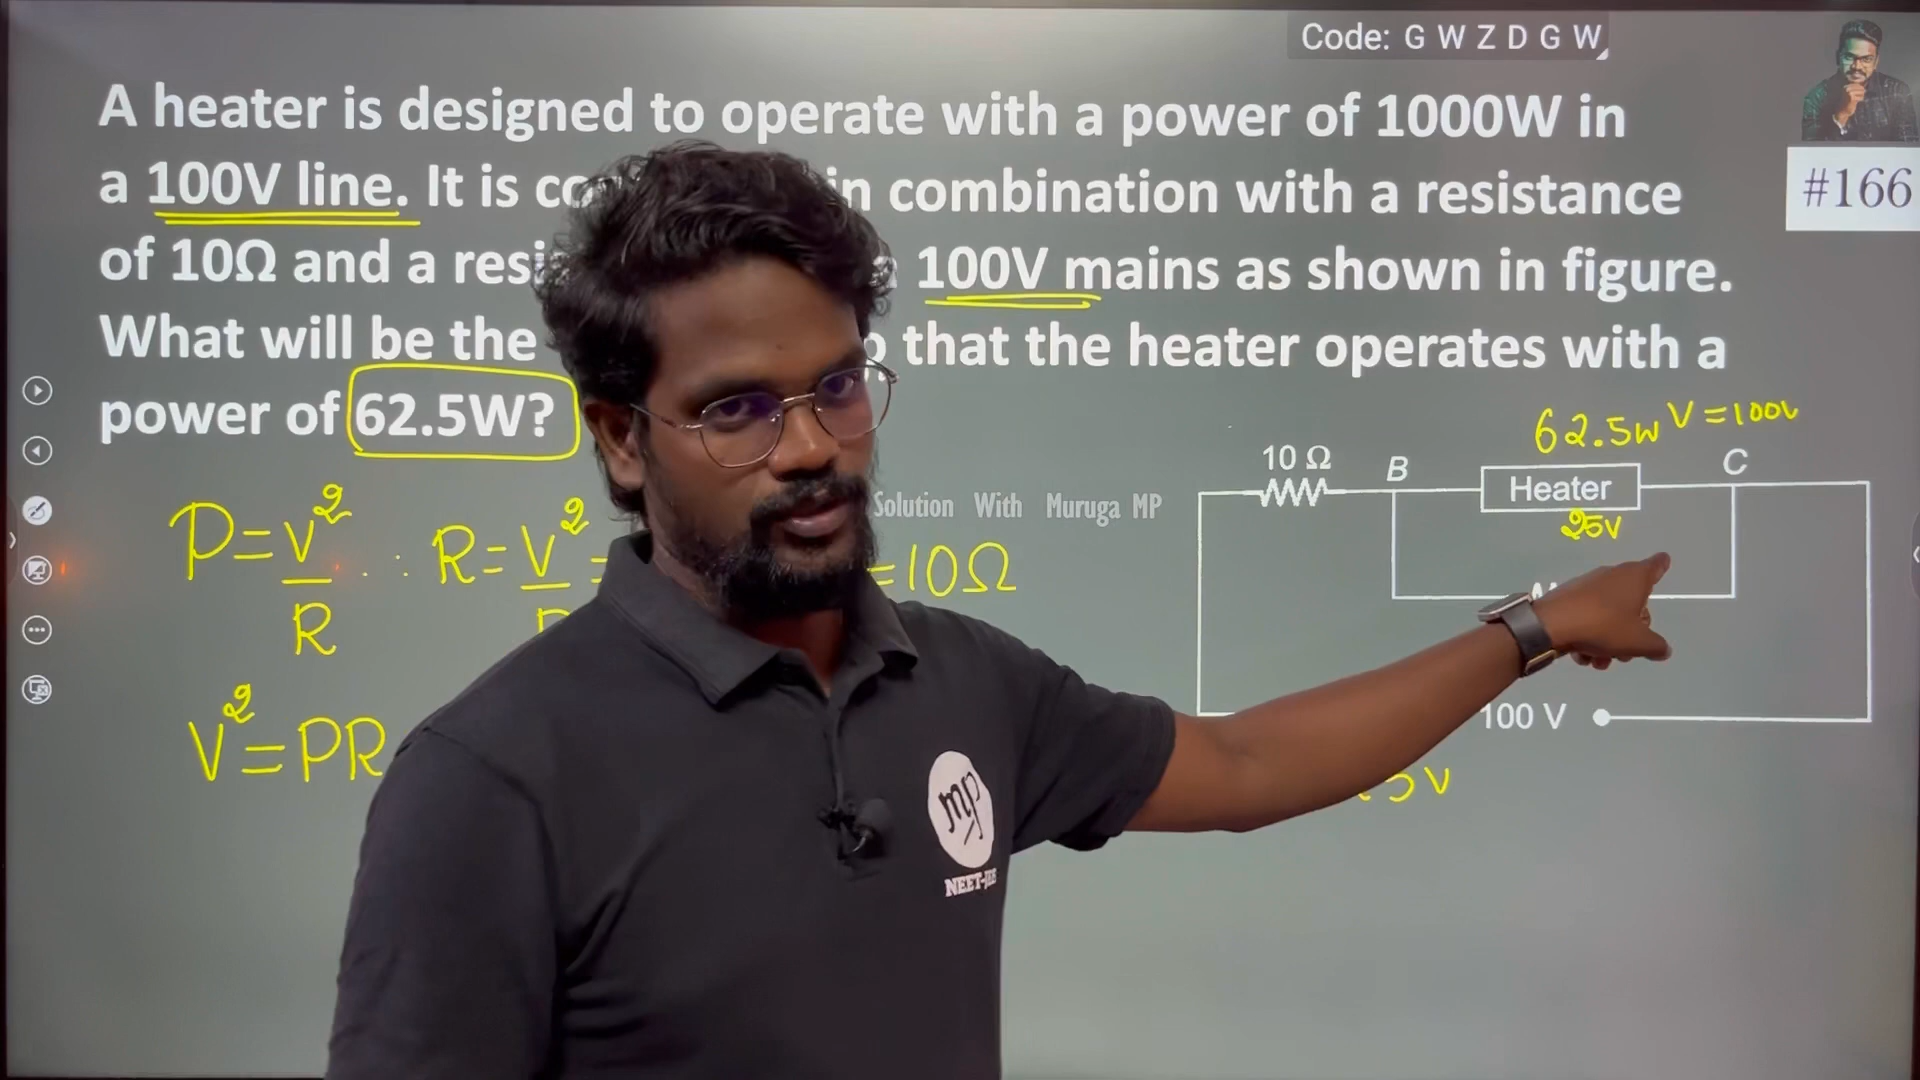 Code: G W Z D G W
A heater is designed to operate with a power of 1000W in
a 100V line. It is in combination with a resistance
of 10Ω and a 100V mains as shown in figure.
What will be the that the heater operates with a
power of 62.5W?
#166
62.5W V=100V
10 Ω B Heater C
25V
Solution With Muruga MP
P=V²/R ∴ R=V² =10Ω
V²=PR
100 V
5V
mp
NEET-JEE